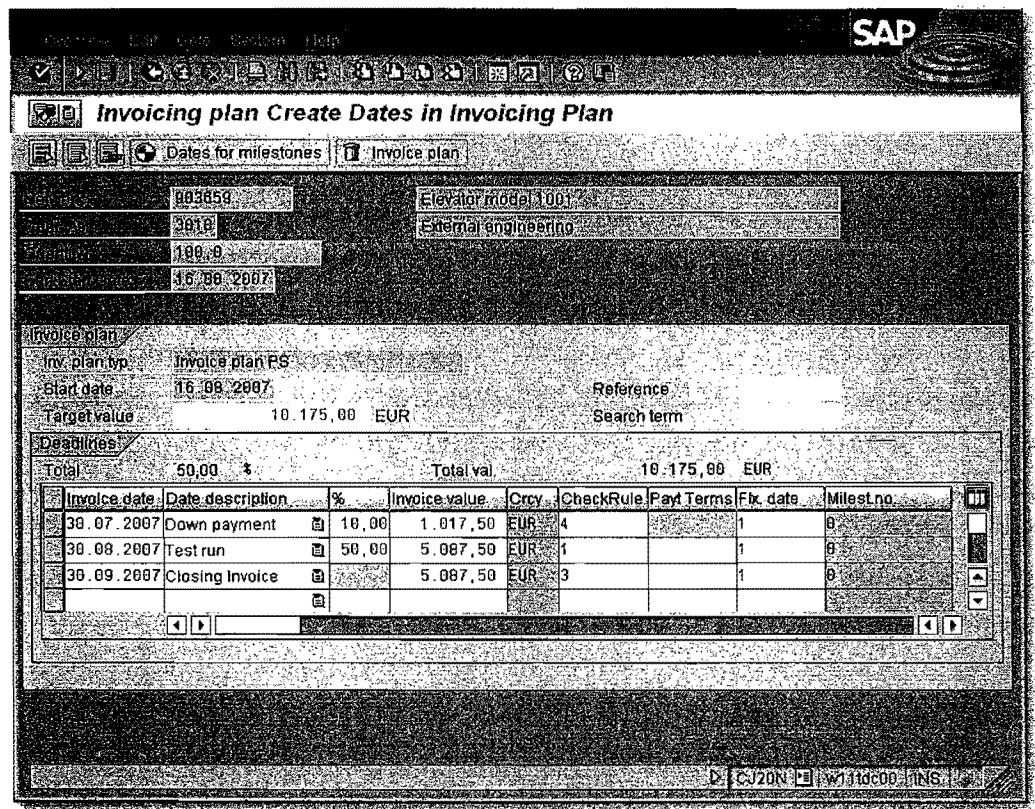 SAP
Edit Goto System Help
Invoicing plan Create Dates in Invoicing Plan
Dates for milestones Invoice plan
003659 Elevator model 1001
3010 External engineering
100,0
16.08.2007
Invoice plan
Inv. plan typ. Invoice plan PS
Start date 16.08.2007 Reference
Target value 10.175,00 EUR Search term
Deadlines
Total 50,00 % Total val. 10.175,00 EUR
Invoice date Date description % Invoice value Crcy CheckRule Payt Terms Fix. date Milest.no.
30.07.2007 Down payment 10,00 1.017,50 EUR 4 1 0
30.08.2007 Test run 50,00 5.087,50 EUR 1 1 0
30.09.2007 Closing Invoice 5.087,50 EUR 3 1 0
CJ20N w11tdc00 INS